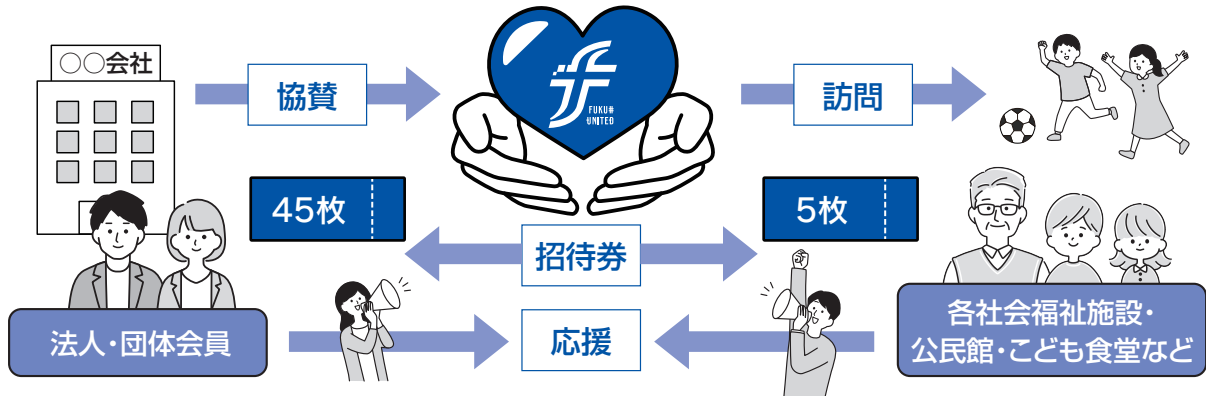 ○○会社
協賛
FUKUI
UNITED
訪問
45枚
5枚
招待券
法人・団体会員
応援
各社会福祉施設・
公民館・こども食堂など